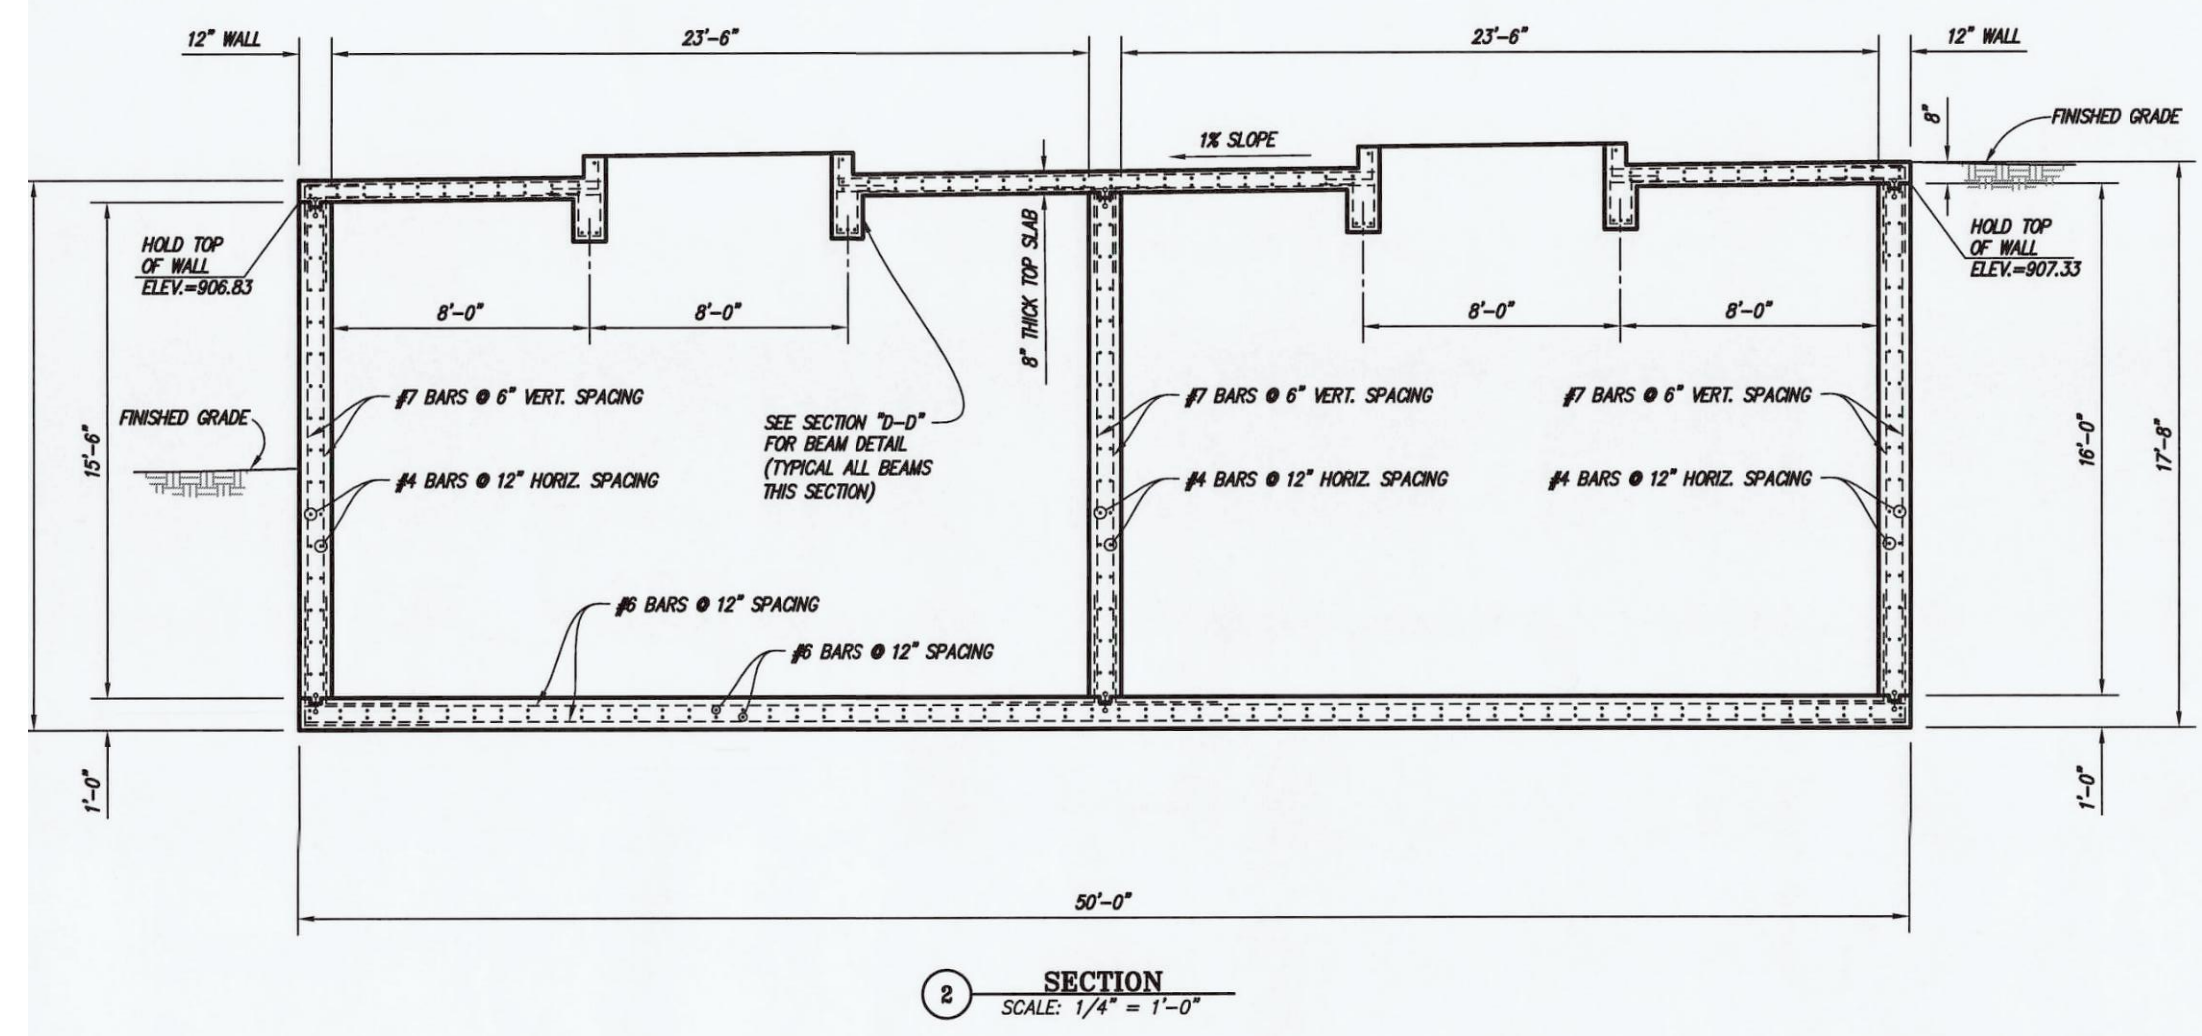 12" WALL
23'-6"
23'-6"
12" WALL
8"
FINISHED GRADE
1% SLOPE
HOLD TOP
OF WALL
ELEV.=906.83
8" THICK TOP SLAB
HOLD TOP
OF WALL
ELEV.=907.33
8'-0"
8'-0"
8'-0"
8'-0"
FINISHED GRADE
15'-6"
#7 BARS @ 6" VERT. SPACING
#4 BARS @ 12" HORIZ. SPACING
SEE SECTION "D-D"
FOR BEAM DETAIL
(TYPICAL ALL BEAMS
THIS SECTION)
#7 BARS @ 6" VERT. SPACING
#4 BARS @ 12" HORIZ. SPACING
#7 BARS @ 6" VERT. SPACING
#4 BARS @ 12" HORIZ. SPACING
16'-0"
17'-8"
#6 BARS @ 12" SPACING
#6 BARS @ 12" SPACING
1'-0"
1'-0"
50'-0"
2
SECTION
SCALE: 1/4" = 1'-0"